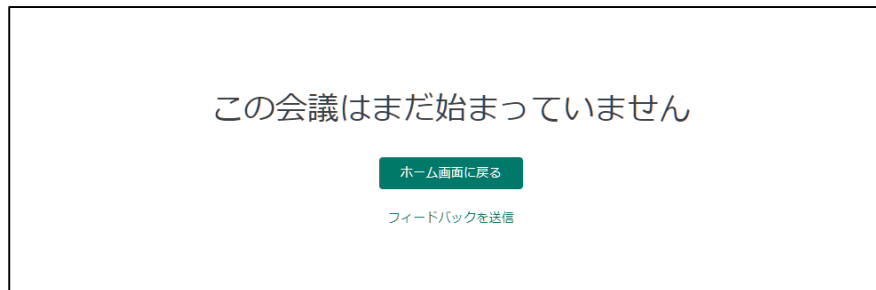 この会議はまだ始まっていません
ホーム画面に戻る
フィードバックを送信